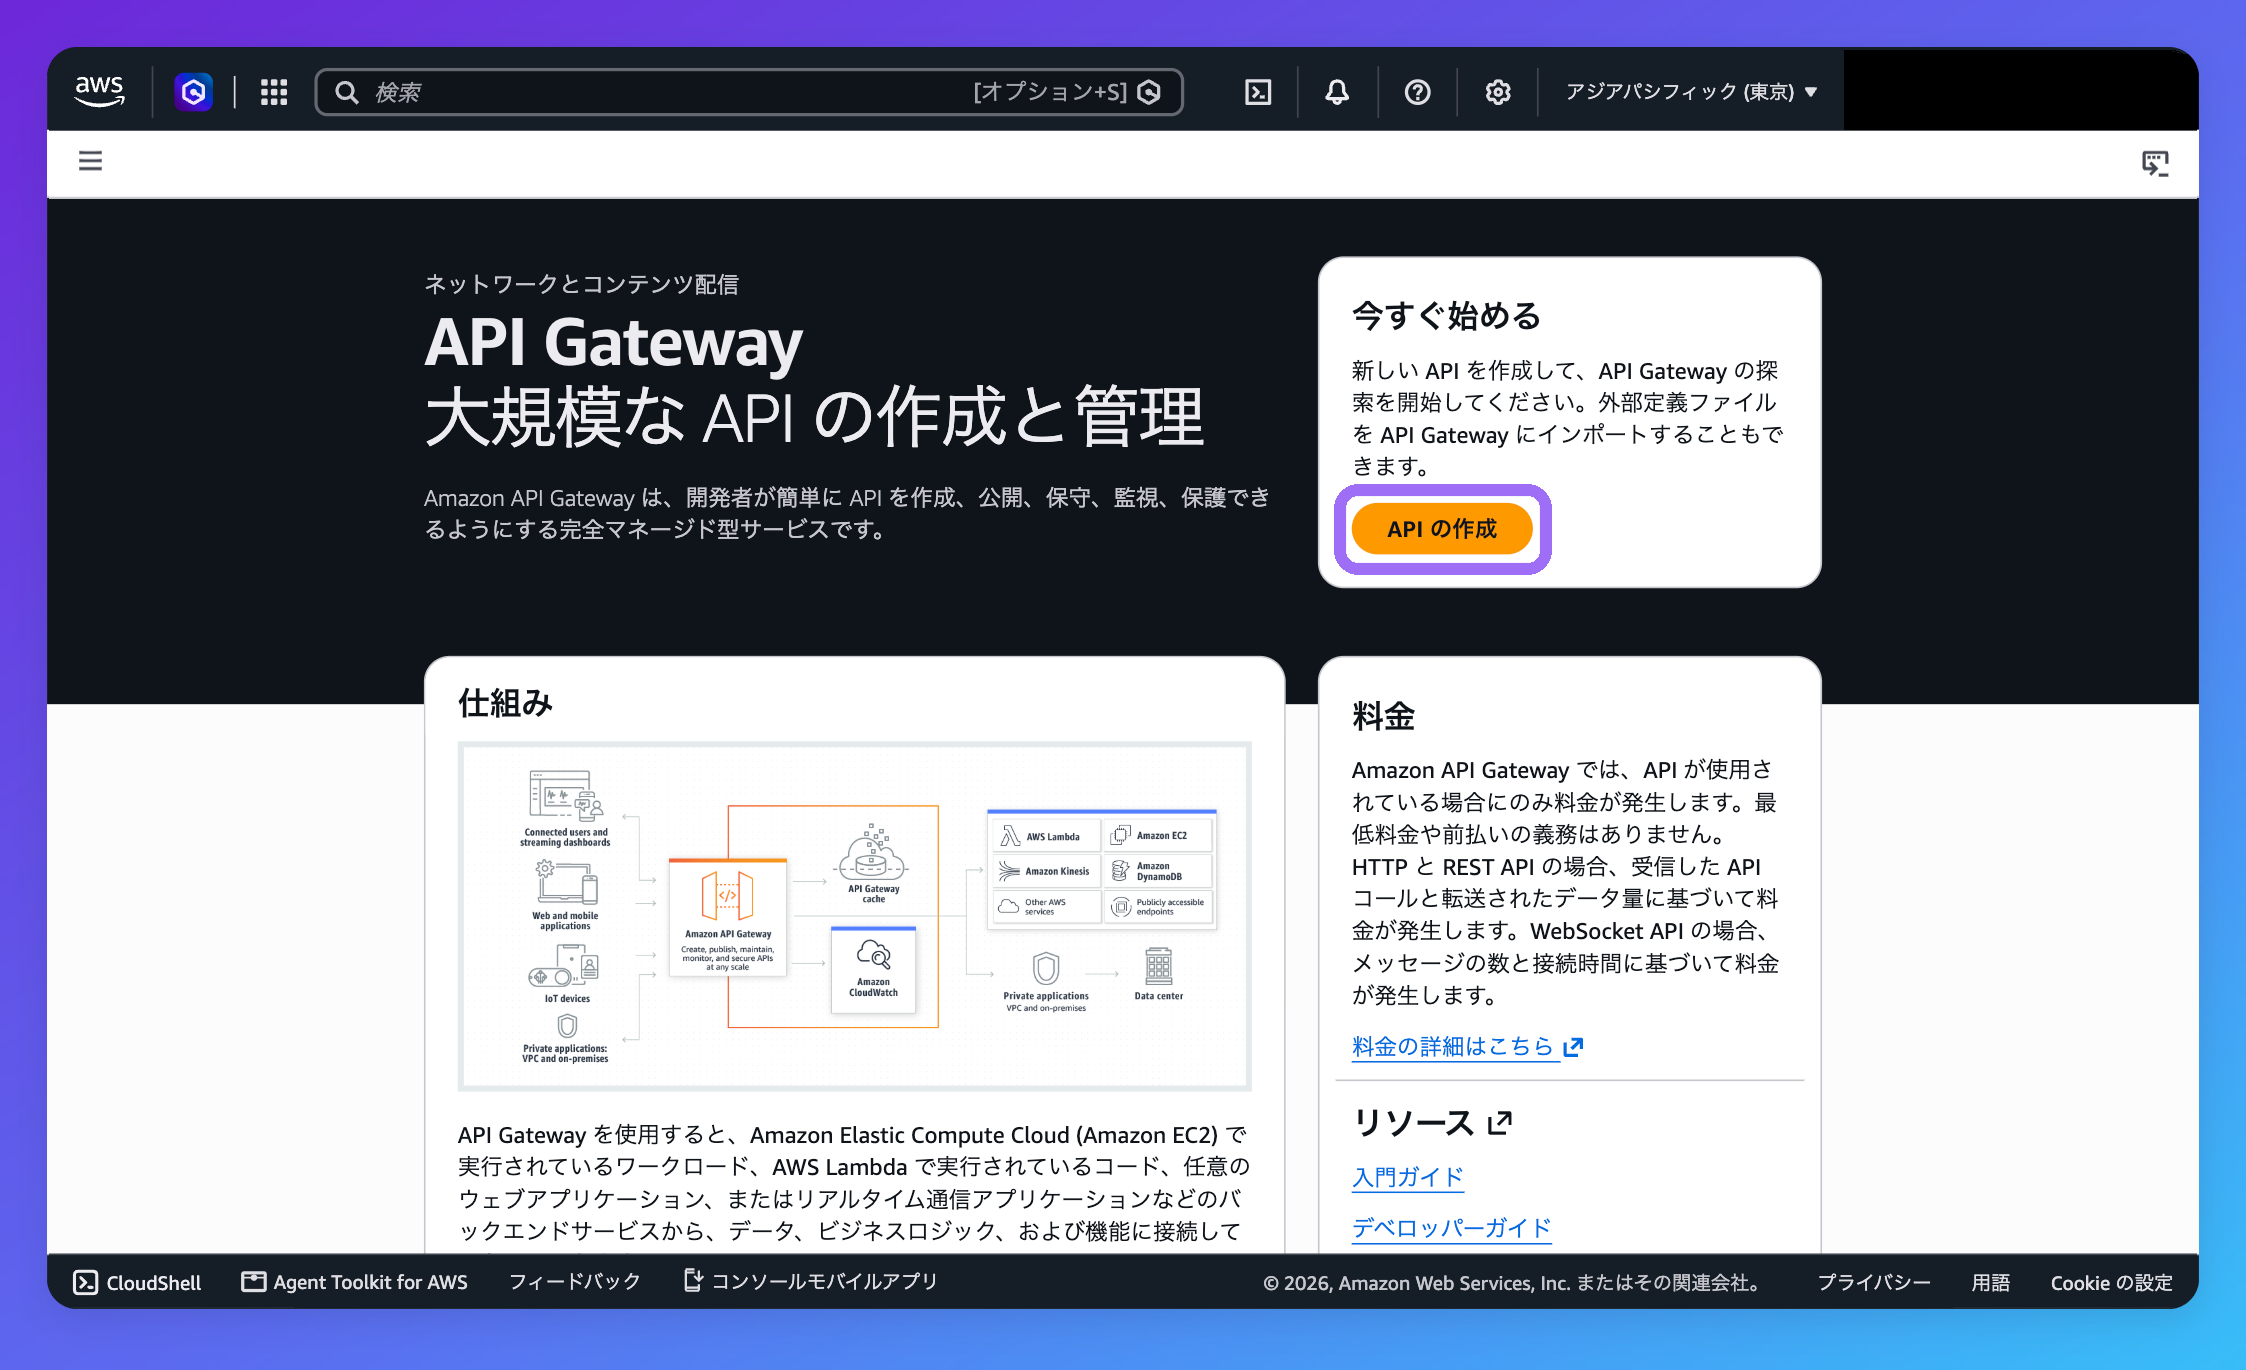 aws
検索
[オプション+S]
アジアパシフィック (東京) ▼
ネットワークとコンテンツ配信
API Gateway
大規模な API の作成と管理
Amazon API Gateway は、開発者が簡単に API を作成、公開、保守、監視、保護でき
るようにする完全マネージド型サービスです。
今すぐ始める
新しい API を作成して、API Gateway の探
索を開始してください。外部定義ファイル
を API Gateway にインポートすることもで
きます。
API の作成
仕組み
Connected users and
streaming dashboards
Web and mobile
applications
IoT devices
Private applications:
VPC and on-premises
Amazon API Gateway
Create, publish, maintain,
monitor, and secure APIs
at any scale
API Gateway
cache
Amazon
CloudWatch
AWS Lambda
Amazon EC2
Amazon Kinesis
Amazon
DynamoDB
Other AWS
services
Publicly accessible
endpoints
Private applications
VPC and on-premises
Data center
API Gateway を使用すると、Amazon Elastic Compute Cloud (Amazon EC2) で
実行されているワークロード、AWS Lambda で実行されているコード、任意の
ウェブアプリケーション、またはリアルタイム通信アプリケーションなどのバ
ックエンドサービスから、データ、ビジネスロジック、および機能に接続して
料金
Amazon API Gateway では、API が使用さ
れている場合にのみ料金が発生します。最
低料金や前払いの義務はありません。
HTTP と REST API の場合、受信した API
コールと転送されたデータ量に基づいて料
金が発生します。WebSocket API の場合、
メッセージの数と接続時間に基づいて料金
が発生します。
料金の詳細はこちら
リソース
入門ガイド
デベロッパーガイド
CloudShell
Agent Toolkit for AWS
フィードバック
コンソールモバイルアプリ
© 2026, Amazon Web Services, Inc. またはその関連会社。
プライバシー
用語
Cookie の設定